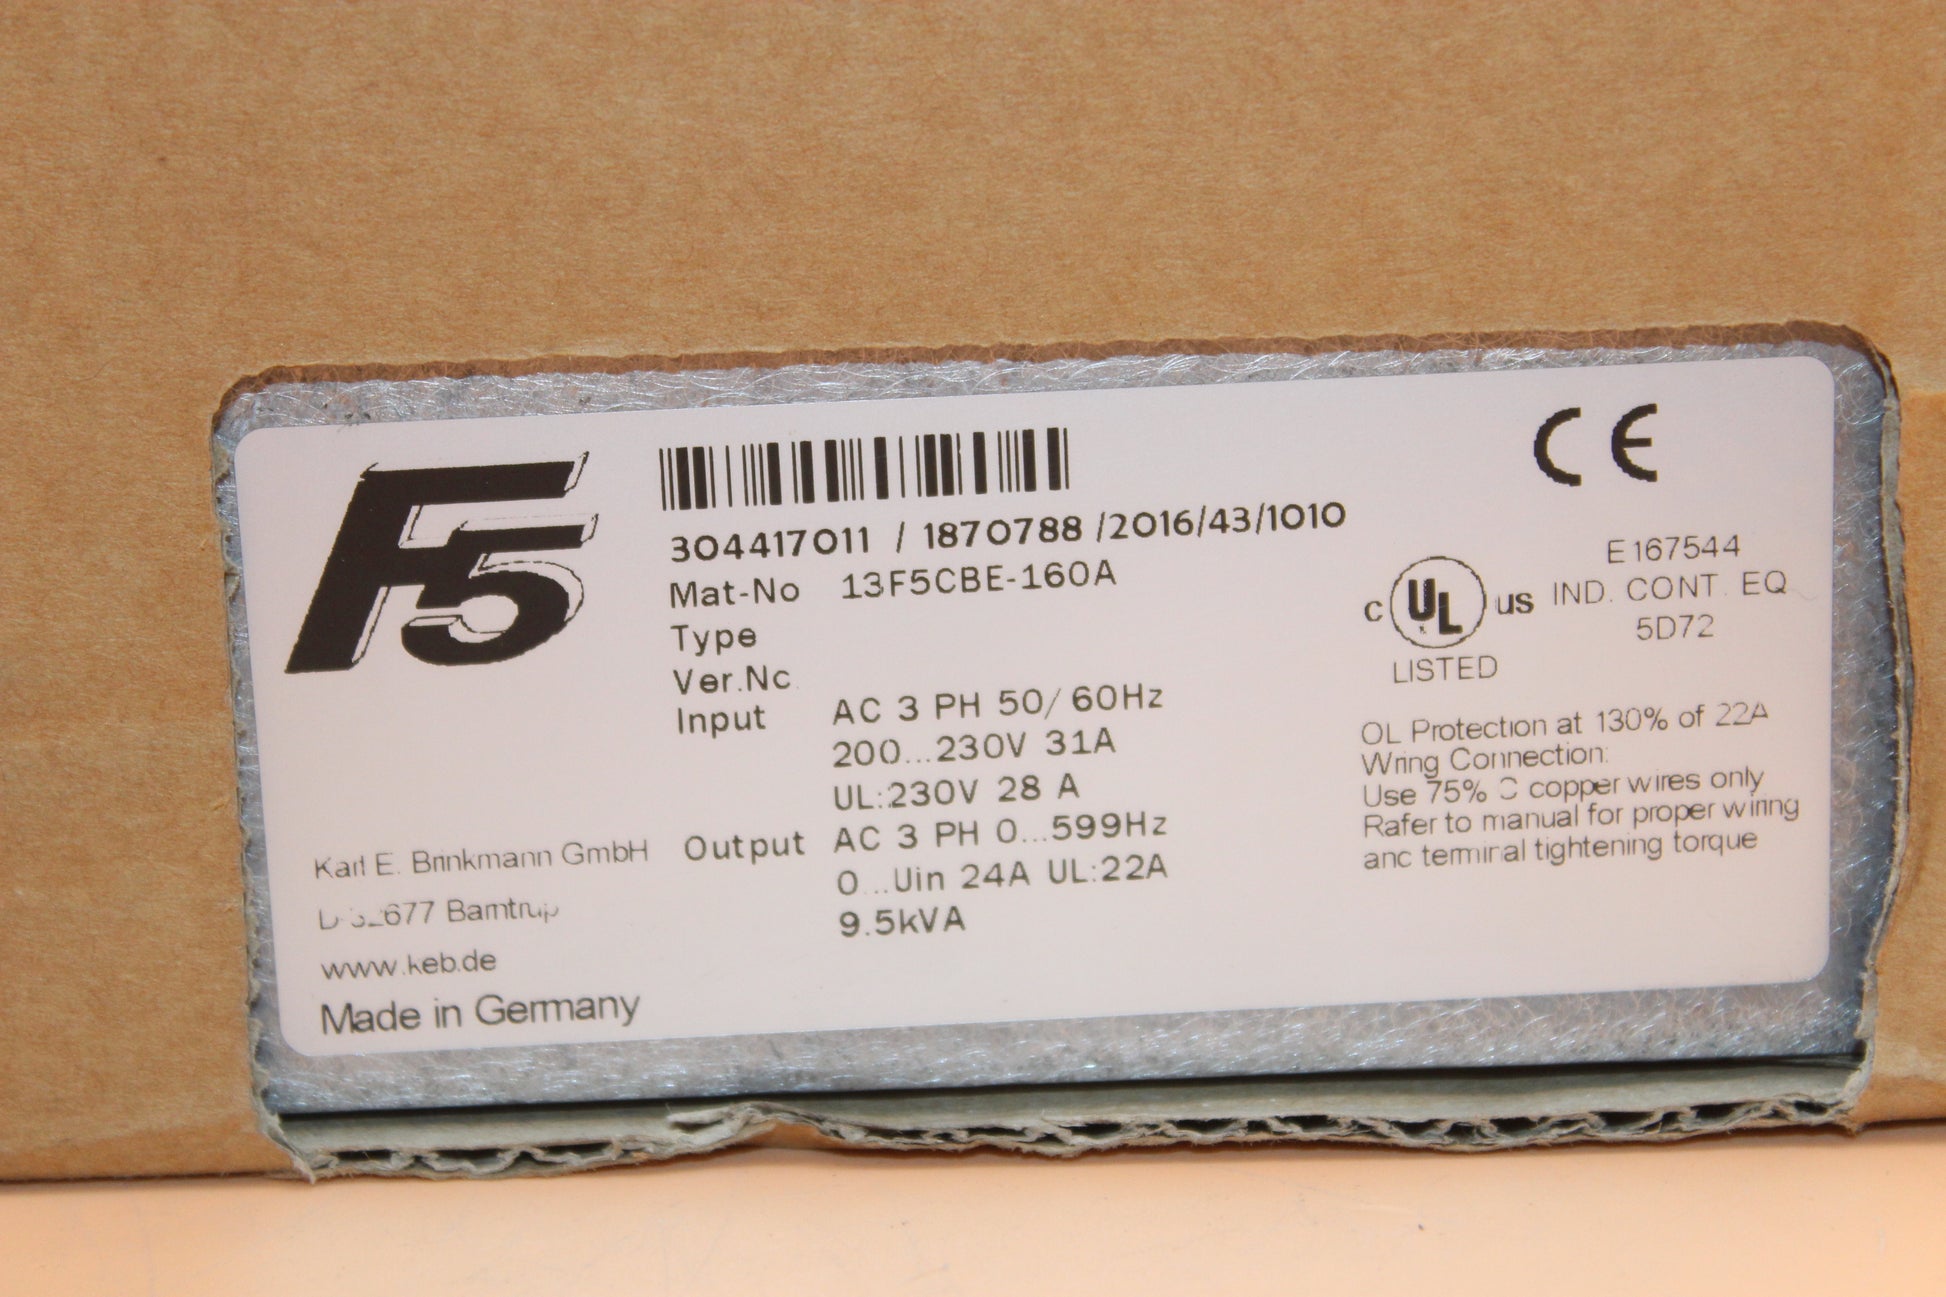 F5
304417011 / 1870788 /2016/43/1010
Mat-No 13F5CBE-160A
Type
Ver.Nc.
Input AC 3 PH 50/60Hz
200...230V 31A
UL:230V 28 A
Output AC 3 PH 0...599Hz
0...Uin 24A UL:22A
9.5kVA
Karl E. Brinkmann GmbH
D-32677 Barntrup
www.keb.de
Made in Germany
CE
c UL us
LISTED
E167544
IND. CONT. EQ
5D72
OL Protection at 130% of 22A
Wring Connection:
Use 75% C copper wires only
Rafer to manual for proper wiring
anc terminal tightening torque